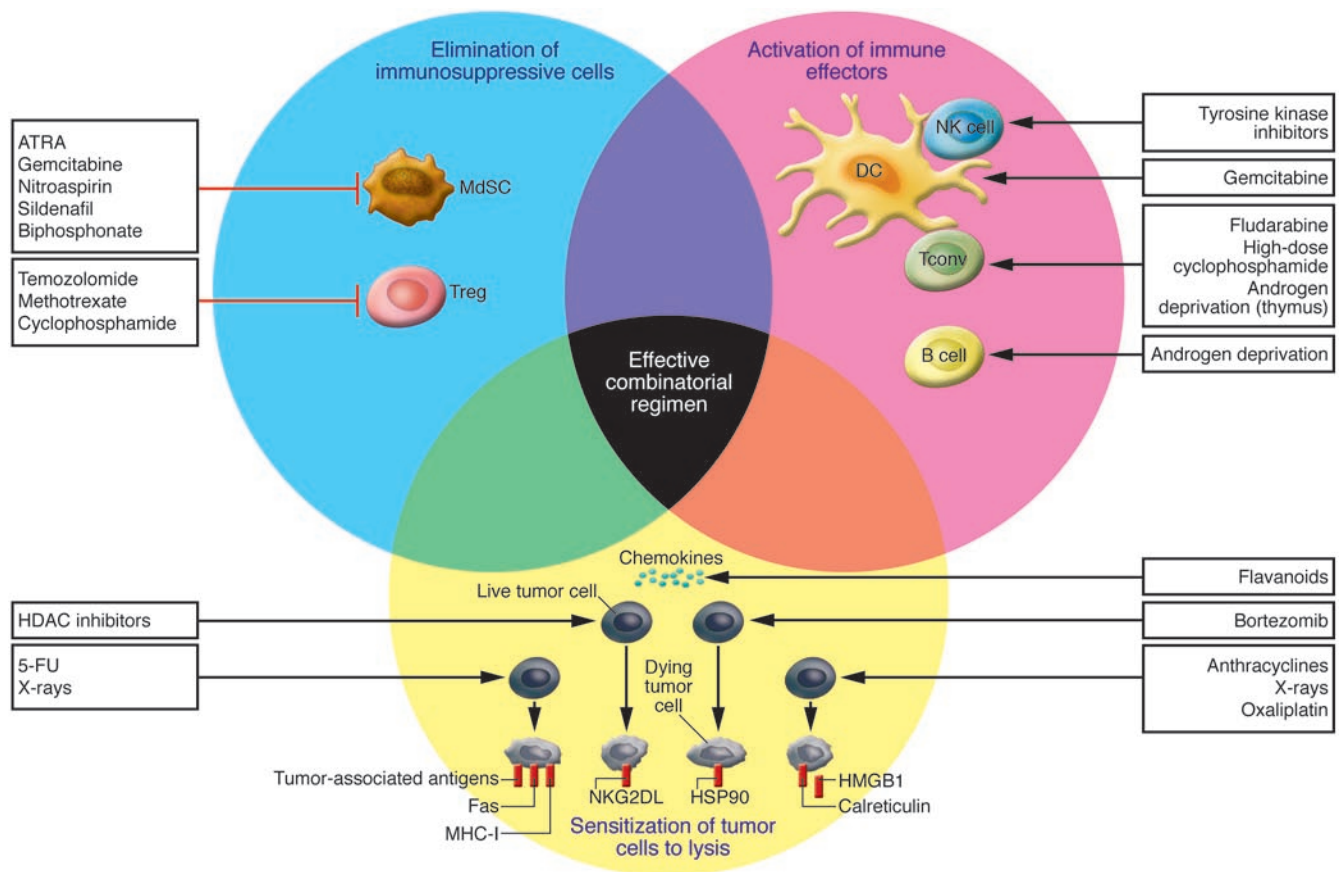 Elimination of
immunosuppressive cells
Activation of immune
effectors
ATRA
Gemcitabine
Nitroaspirin
Sildenafil
Biphosphonate
MdSC
Temozolomide
Methotrexate
Cyclophosphamide
Treg
NK cell
DC
Tconv
B cell
Tyrosine kinase
inhibitors
Gemcitabine
Fludarabine
High-dose
cyclophosphamide
Androgen
deprivation (thymus)
Androgen deprivation
Effective
combinatorial
regimen
Chemokines
Live tumor cell
Flavanoids
HDAC inhibitors
Bortezomib
5-FU
X-rays
Dying
tumor
cell
Anthracyclines
X-rays
Oxaliplatin
Tumor-associated antigens
Fas
MHC-I
NKG2DL
HSP90
HMGB1
Calreticulin
Sensitization of tumor
cells to lysis